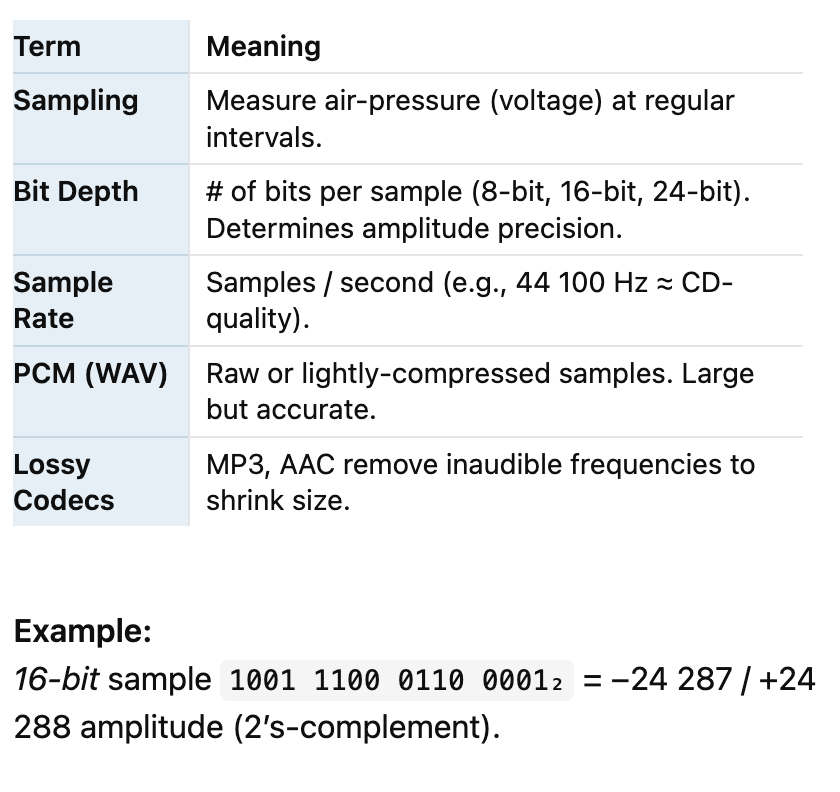 Term Meaning
Sampling Measure air-pressure (voltage) at regular
intervals.
Bit Depth # of bits per sample (8-bit, 16-bit, 24-bit).
Determines amplitude precision.
Sample Samples / second (e.g., 44 100 Hz ≈ CD-
Rate quality).
PCM (WAV) Raw or lightly-compressed samples. Large
but accurate.
Lossy MP3, AAC remove inaudible frequencies to
Codecs shrink size.
Example:
16-bit sample 1001 1100 0110 0001₂ = −24 287 / +24
288 amplitude (2’s-complement).